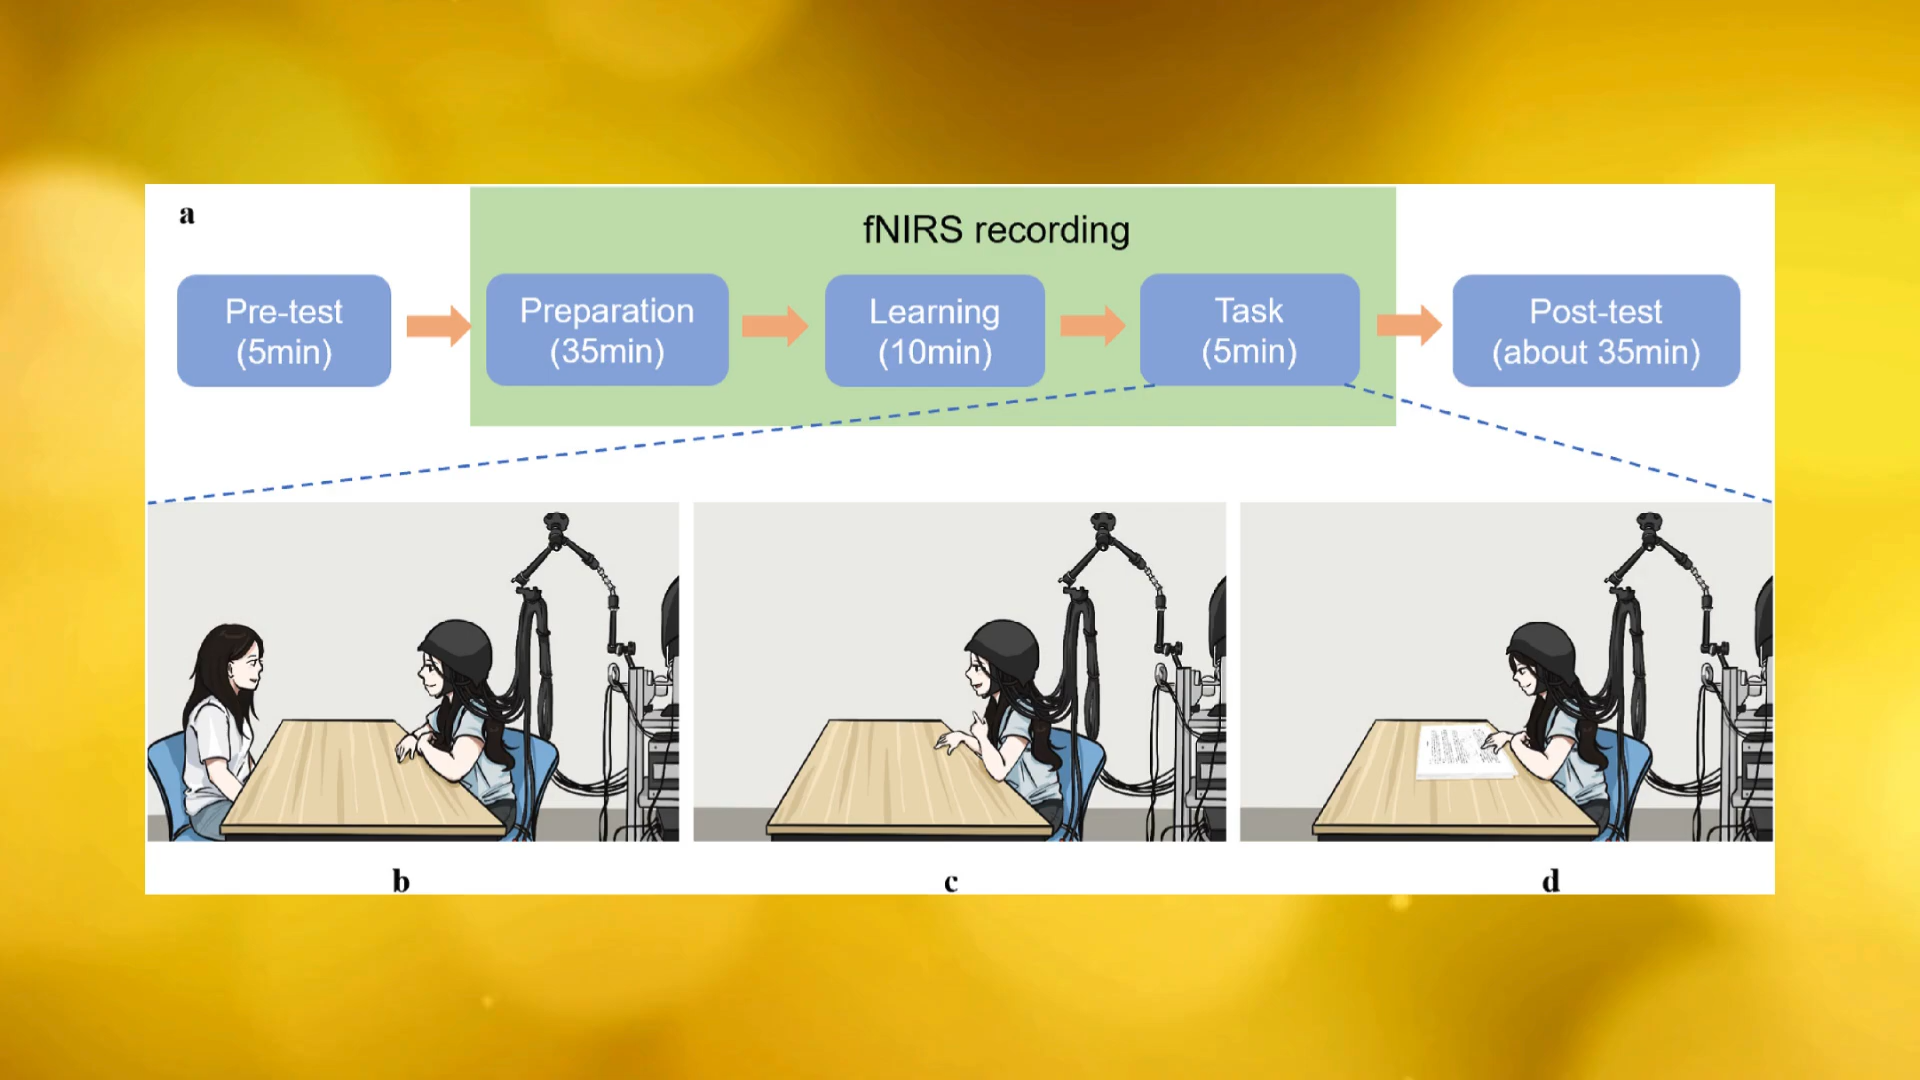 a
fNIRS recording
Pre-test
(5min)
Preparation
(35min)
Learning
(10min)
Task
(5min)
Post-test
(about 35min)
b
c
d